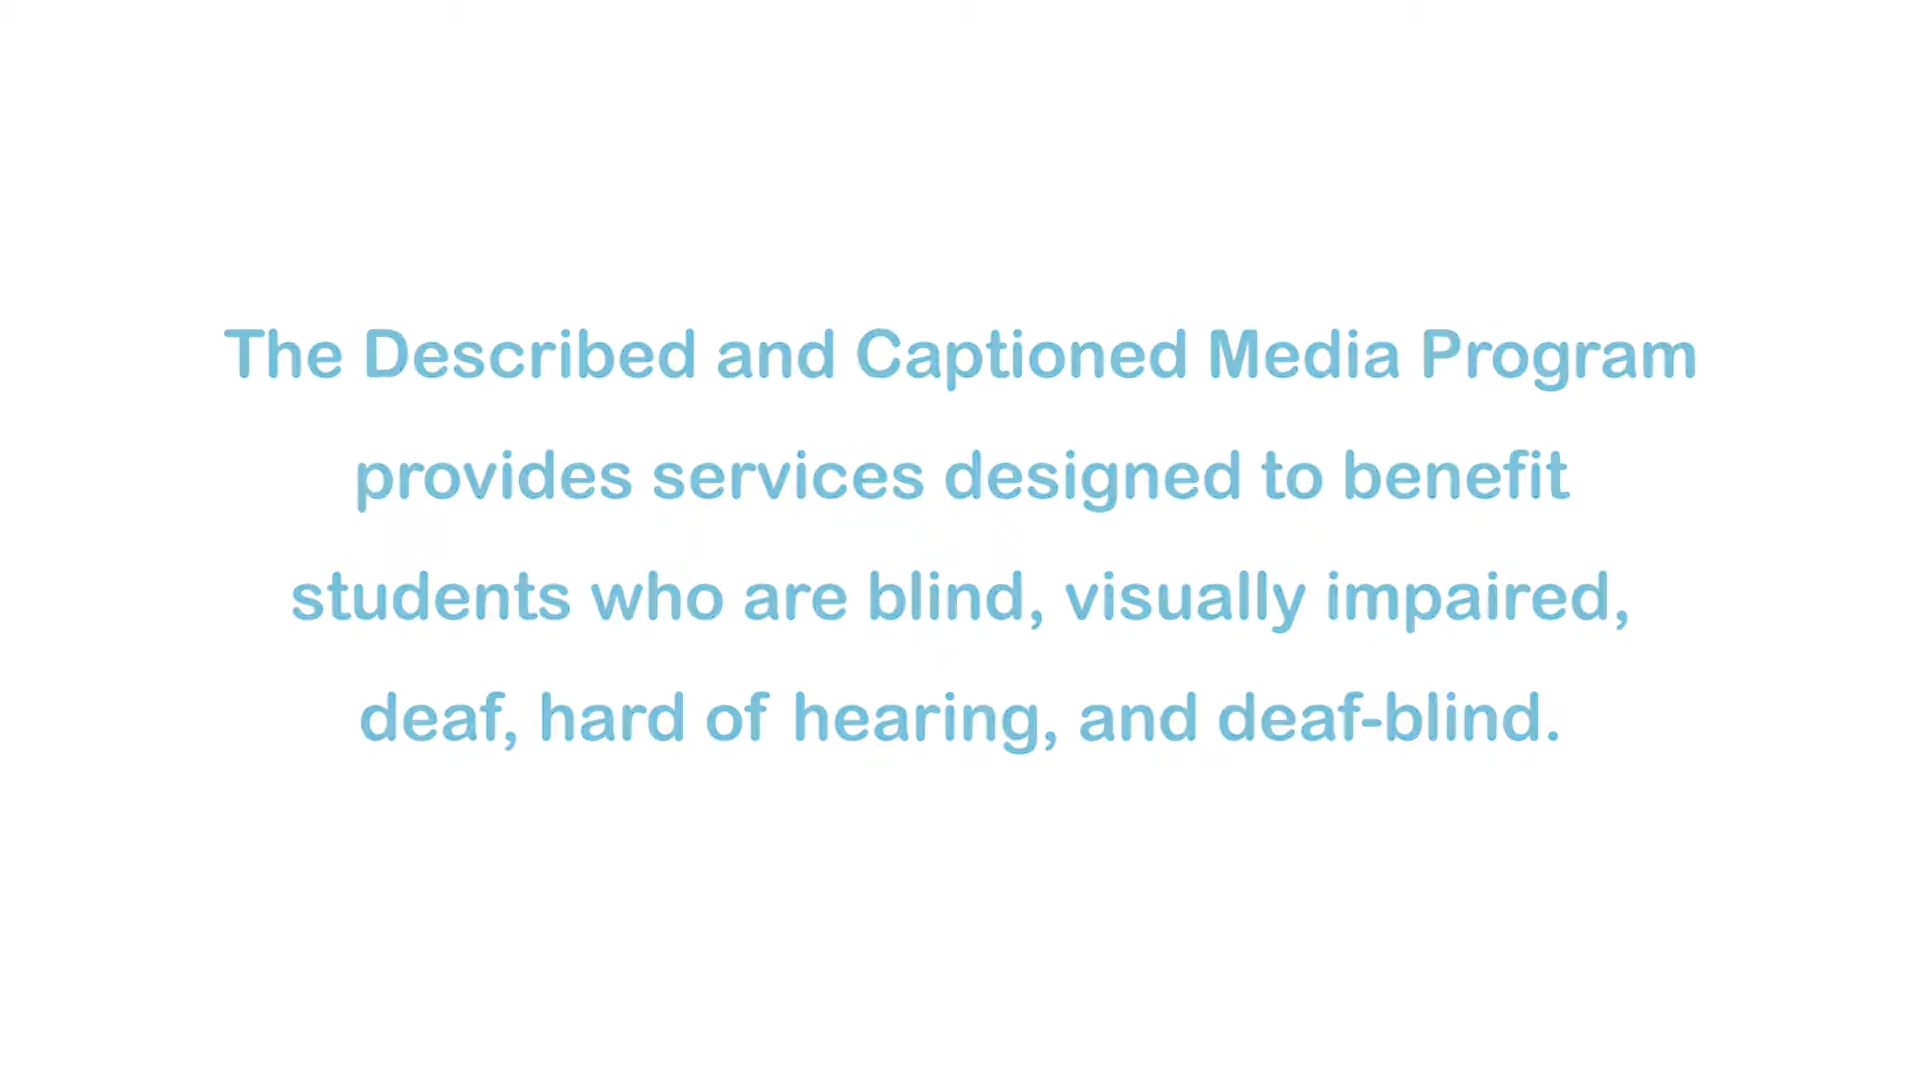 The Described and Captioned Media Program
provides services designed to benefit
students who are blind, visually impaired,
deaf, hard of hearing, and deaf-blind.